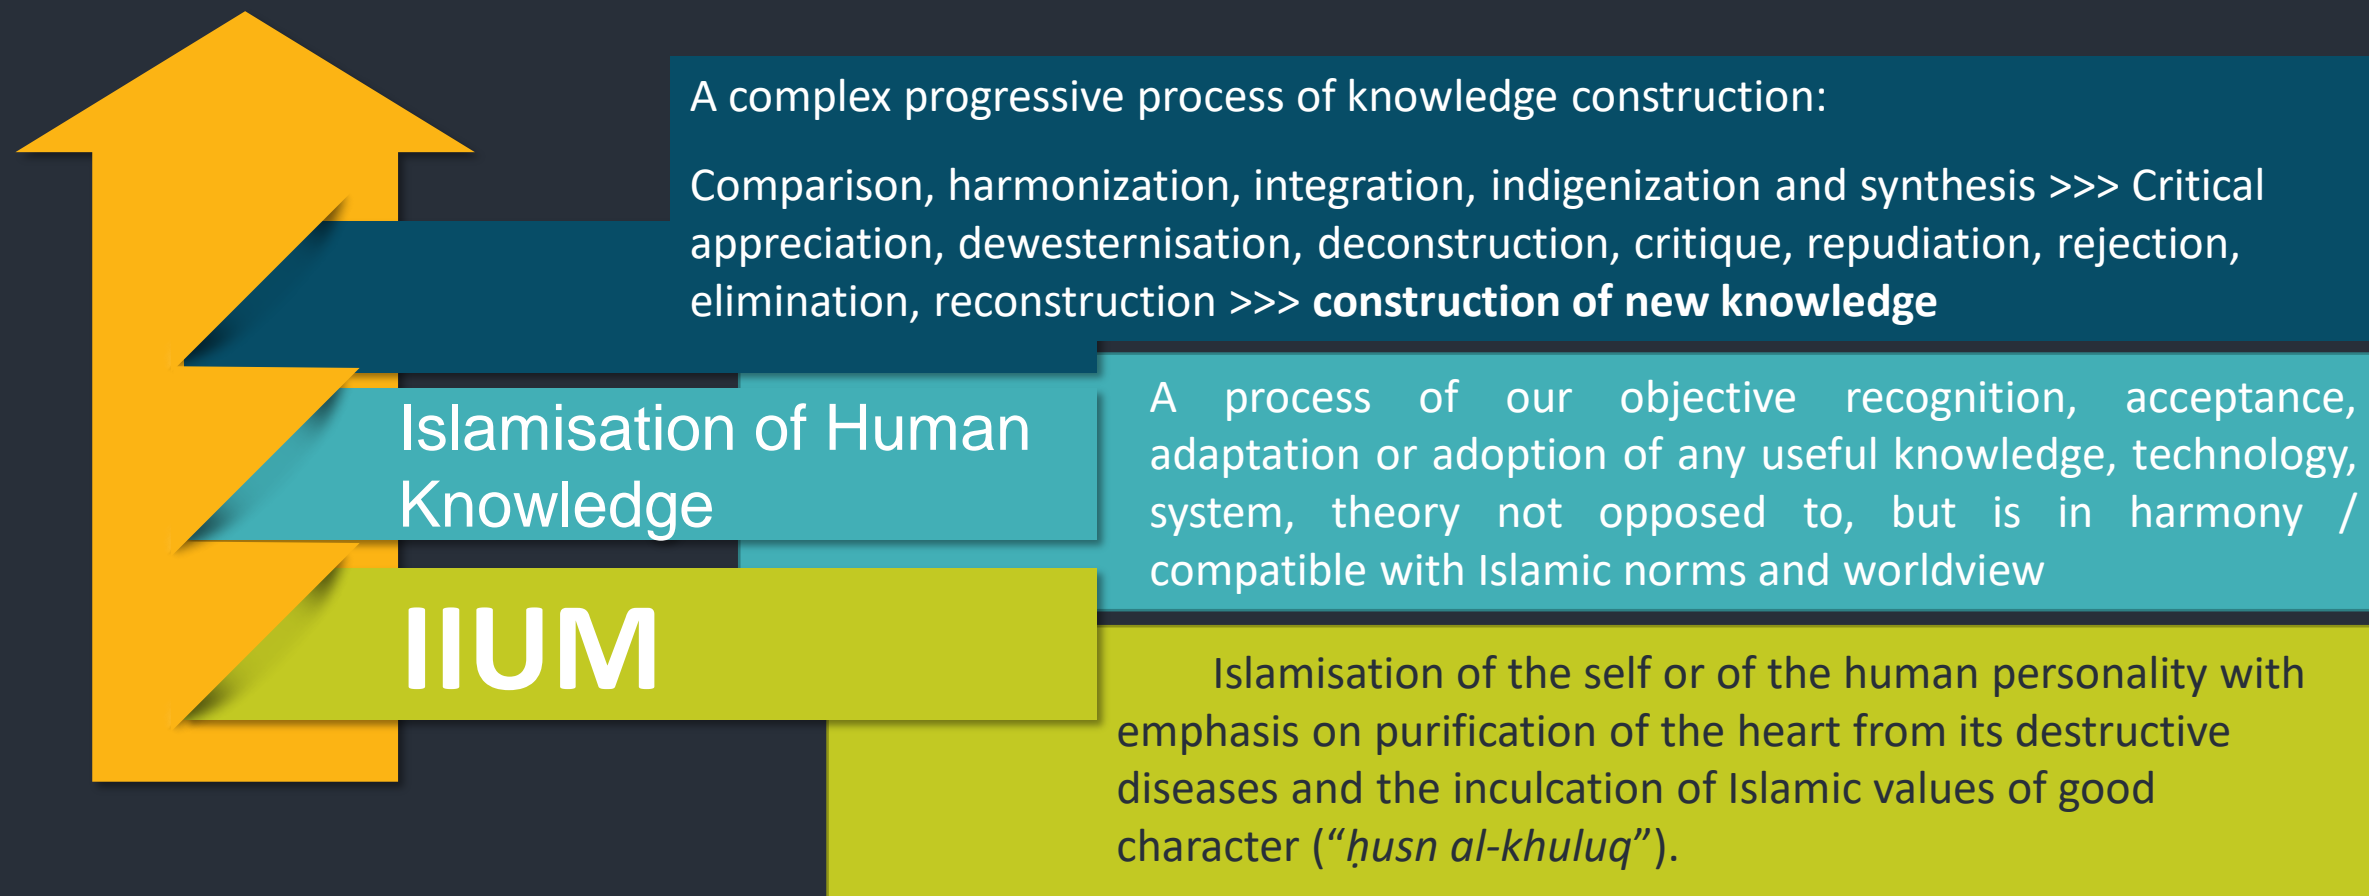 A complex progressive process of knowledge construction:
Comparison, harmonization, integration, indigenization and synthesis >>> Critical
appreciation, dewesternisation, deconstruction, critique, repudiation, rejection,
elimination, reconstruction >>> construction of new knowledge
Islamisation of Human
Knowledge
A process of our objective recognition, acceptance,
adaptation or adoption of any useful knowledge, technology,
system, theory not opposed to, but is in harmony /
compatible with Islamic norms and worldview
IIUM
Islamisation of the self or of the human personality with
emphasis on purification of the heart from its destructive
diseases and the inculcation of Islamic values of good
character (“ḥusn al-khuluq”).